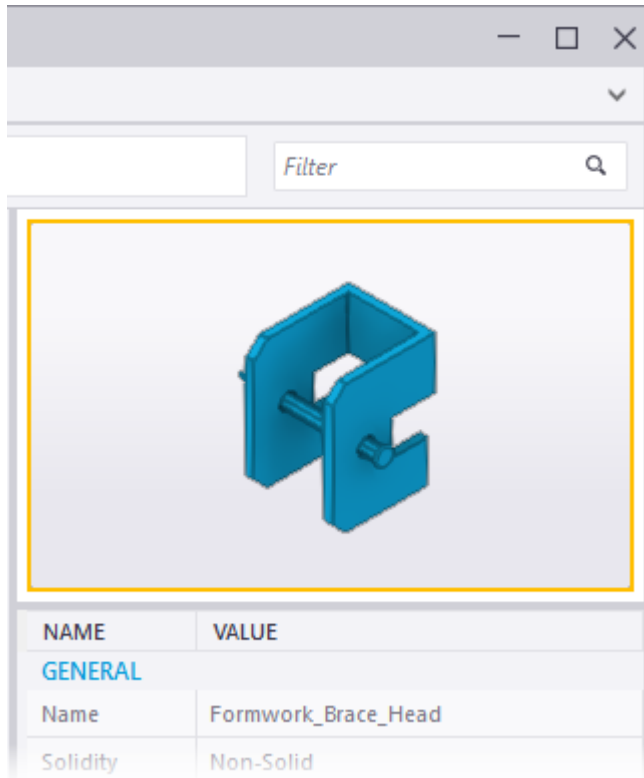 Filter
NAME VALUE
GENERAL
Name Formwork_Brace_Head
Solidity Non-Solid